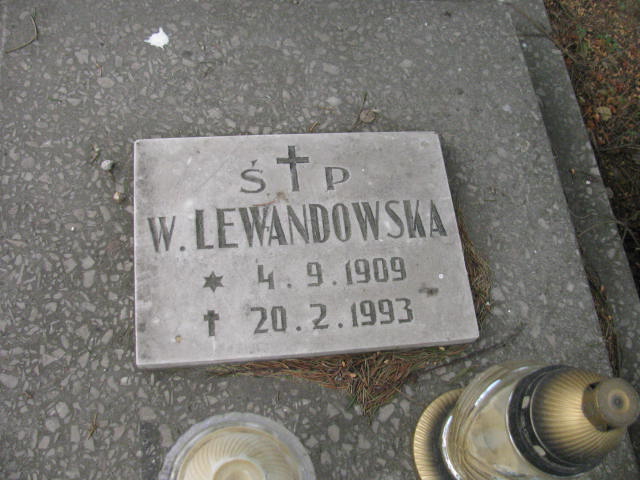 Ś P
W. LEWANDOWSKA
4.9.1909
20.2.1993